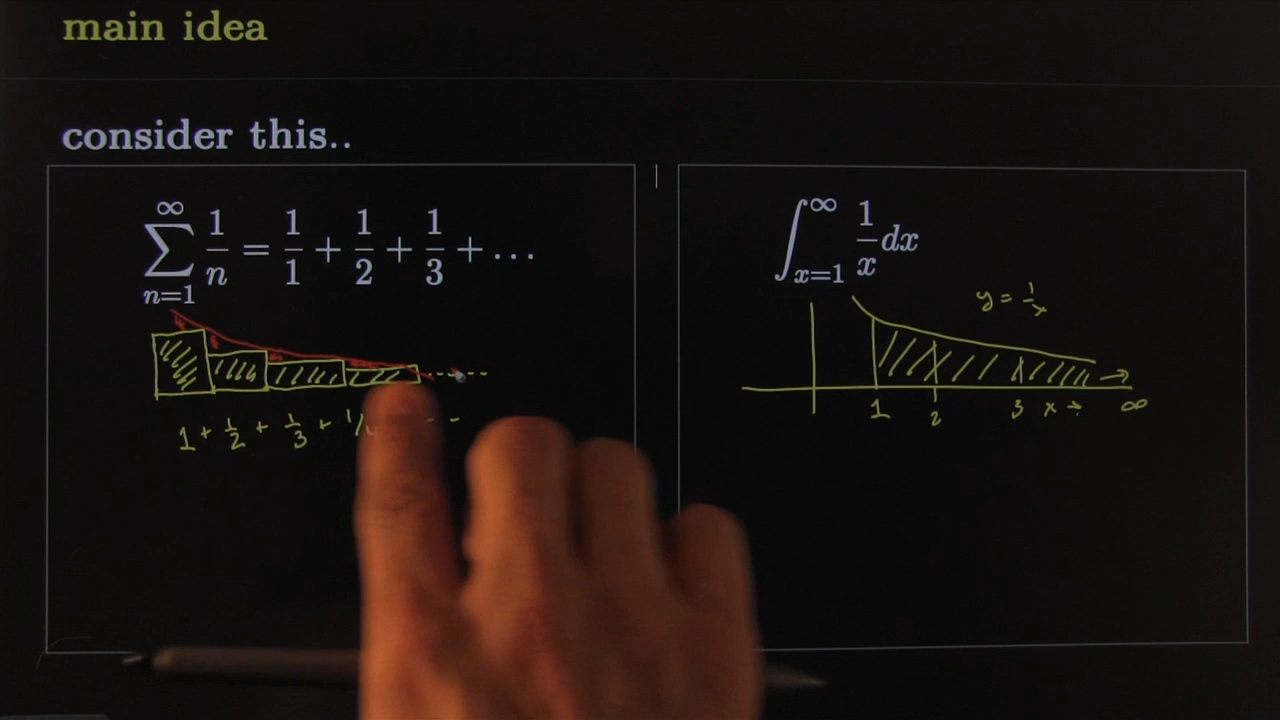 main idea
consider this..
∑_{n=1}^{∞} 1/n = 1/1 + 1/2 + 1/3 + ...
1 + 1/2 + 1/3 + 1/
∫_{x=1}^{∞} 1/x dx
y = 1/x
1 2 3 x → ∞